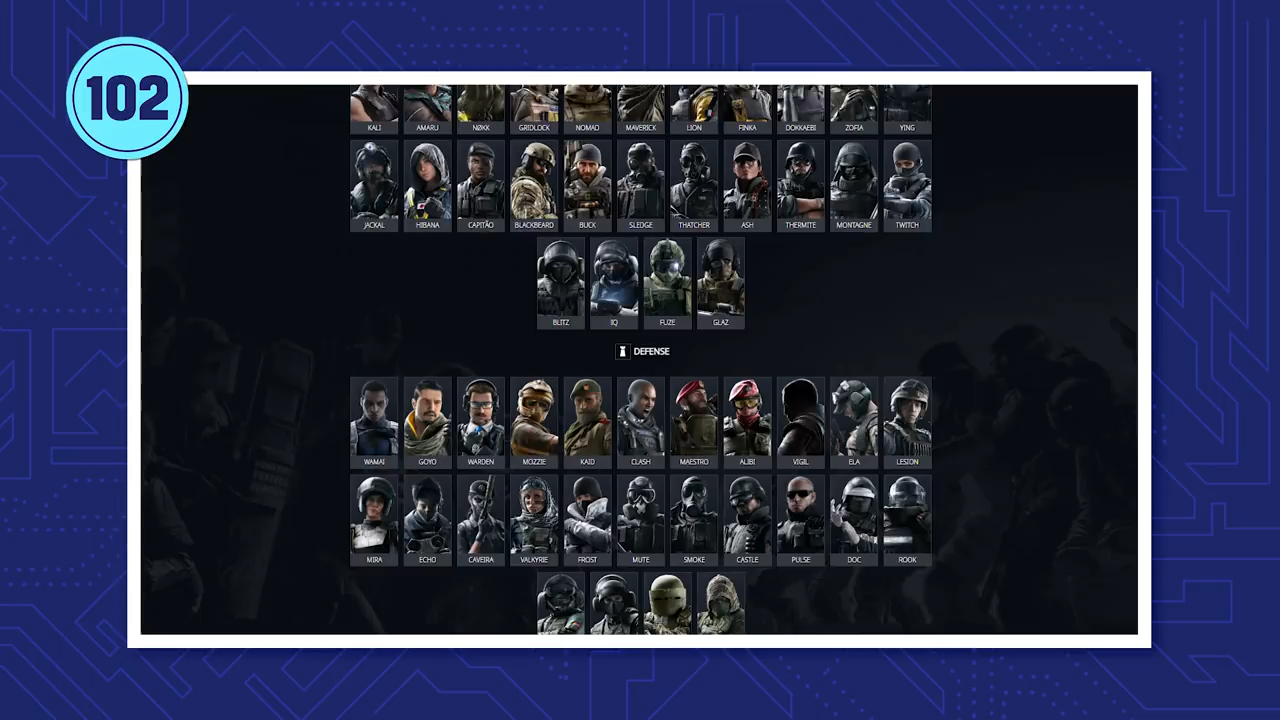 102
KALI AMARU NØKK GRIDLOCK NOMAD MAVERICK LION FINKA DOKKAEBI ZOFIA YING
JACKAL HIBANA CAPITÃO BLACKBEARD BUCK SLEDGE THATCHER ASH THERMITE MONTAGNE TWITCH
BLITZ IQ FUZE GLAZ
DEFENSE
WAMAI GOYO WARDEN MOZZIE KAID CLASH MAESTRO ALIBI VIGIL ELA LESION
MIRA ECHO CAVEIRA VALKYRIE FROST MUTE SMOKE CASTLE PULSE DOC ROOK